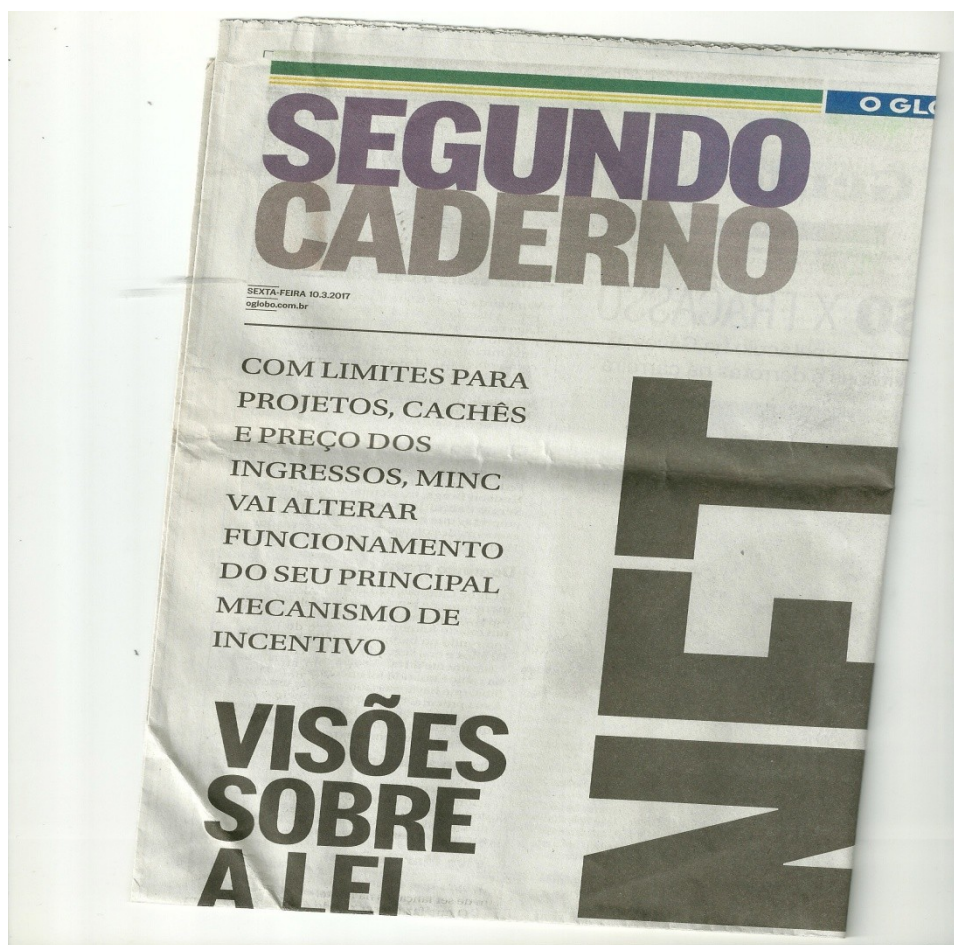 O GLO
SEGUNDO
CADERNO
SEXTA-FEIRA 10.3.2017
oglobo.com.br
COM LIMITES PARA
PROJETOS, CACHÊS
E PREÇO DOS
INGRESSOS, MINC
VAI ALTERAR
FUNCIONAMENTO
DO SEU PRINCIPAL
MECANISMO DE
INCENTIVO
VISÕES
SOBRE
A LEI
NET